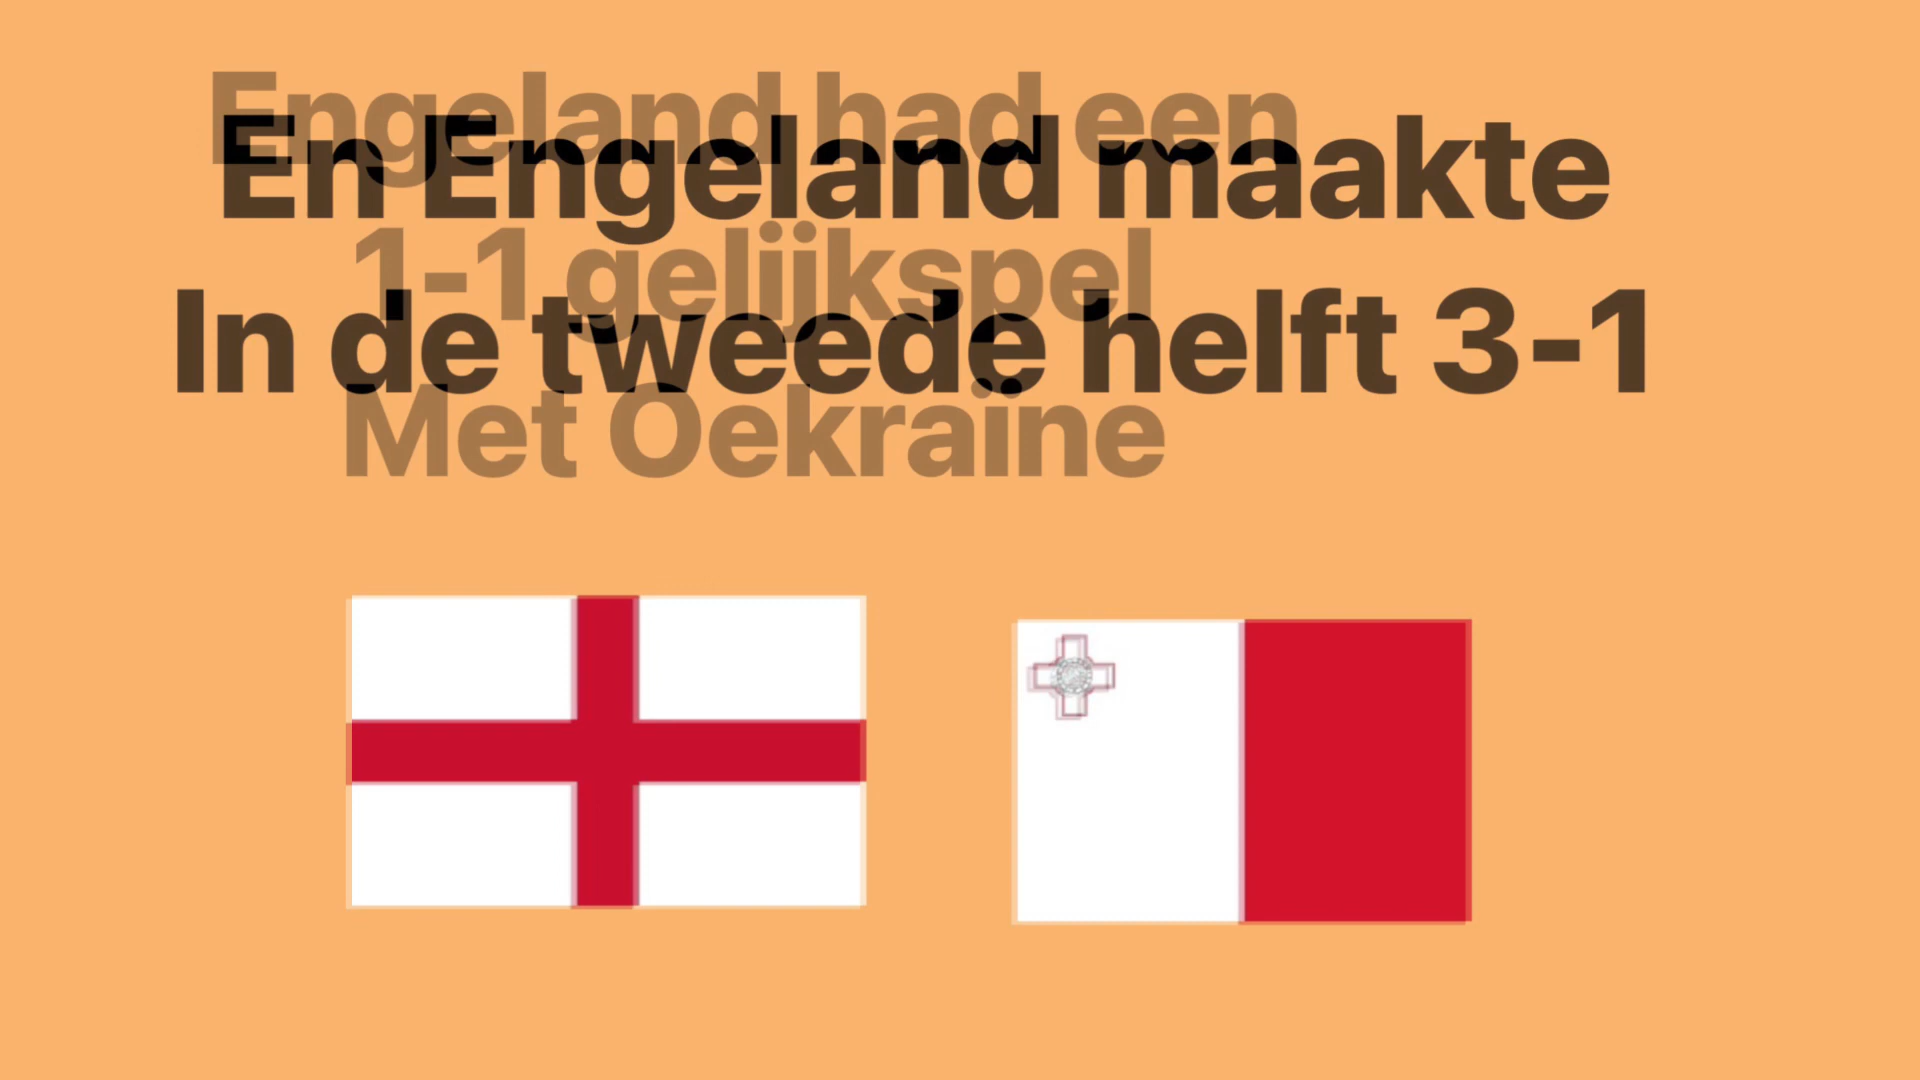 Engeland had een
1-1 gelijkspel
Met Oekraïne
En Engeland maakte
In de tweede helft 3-1